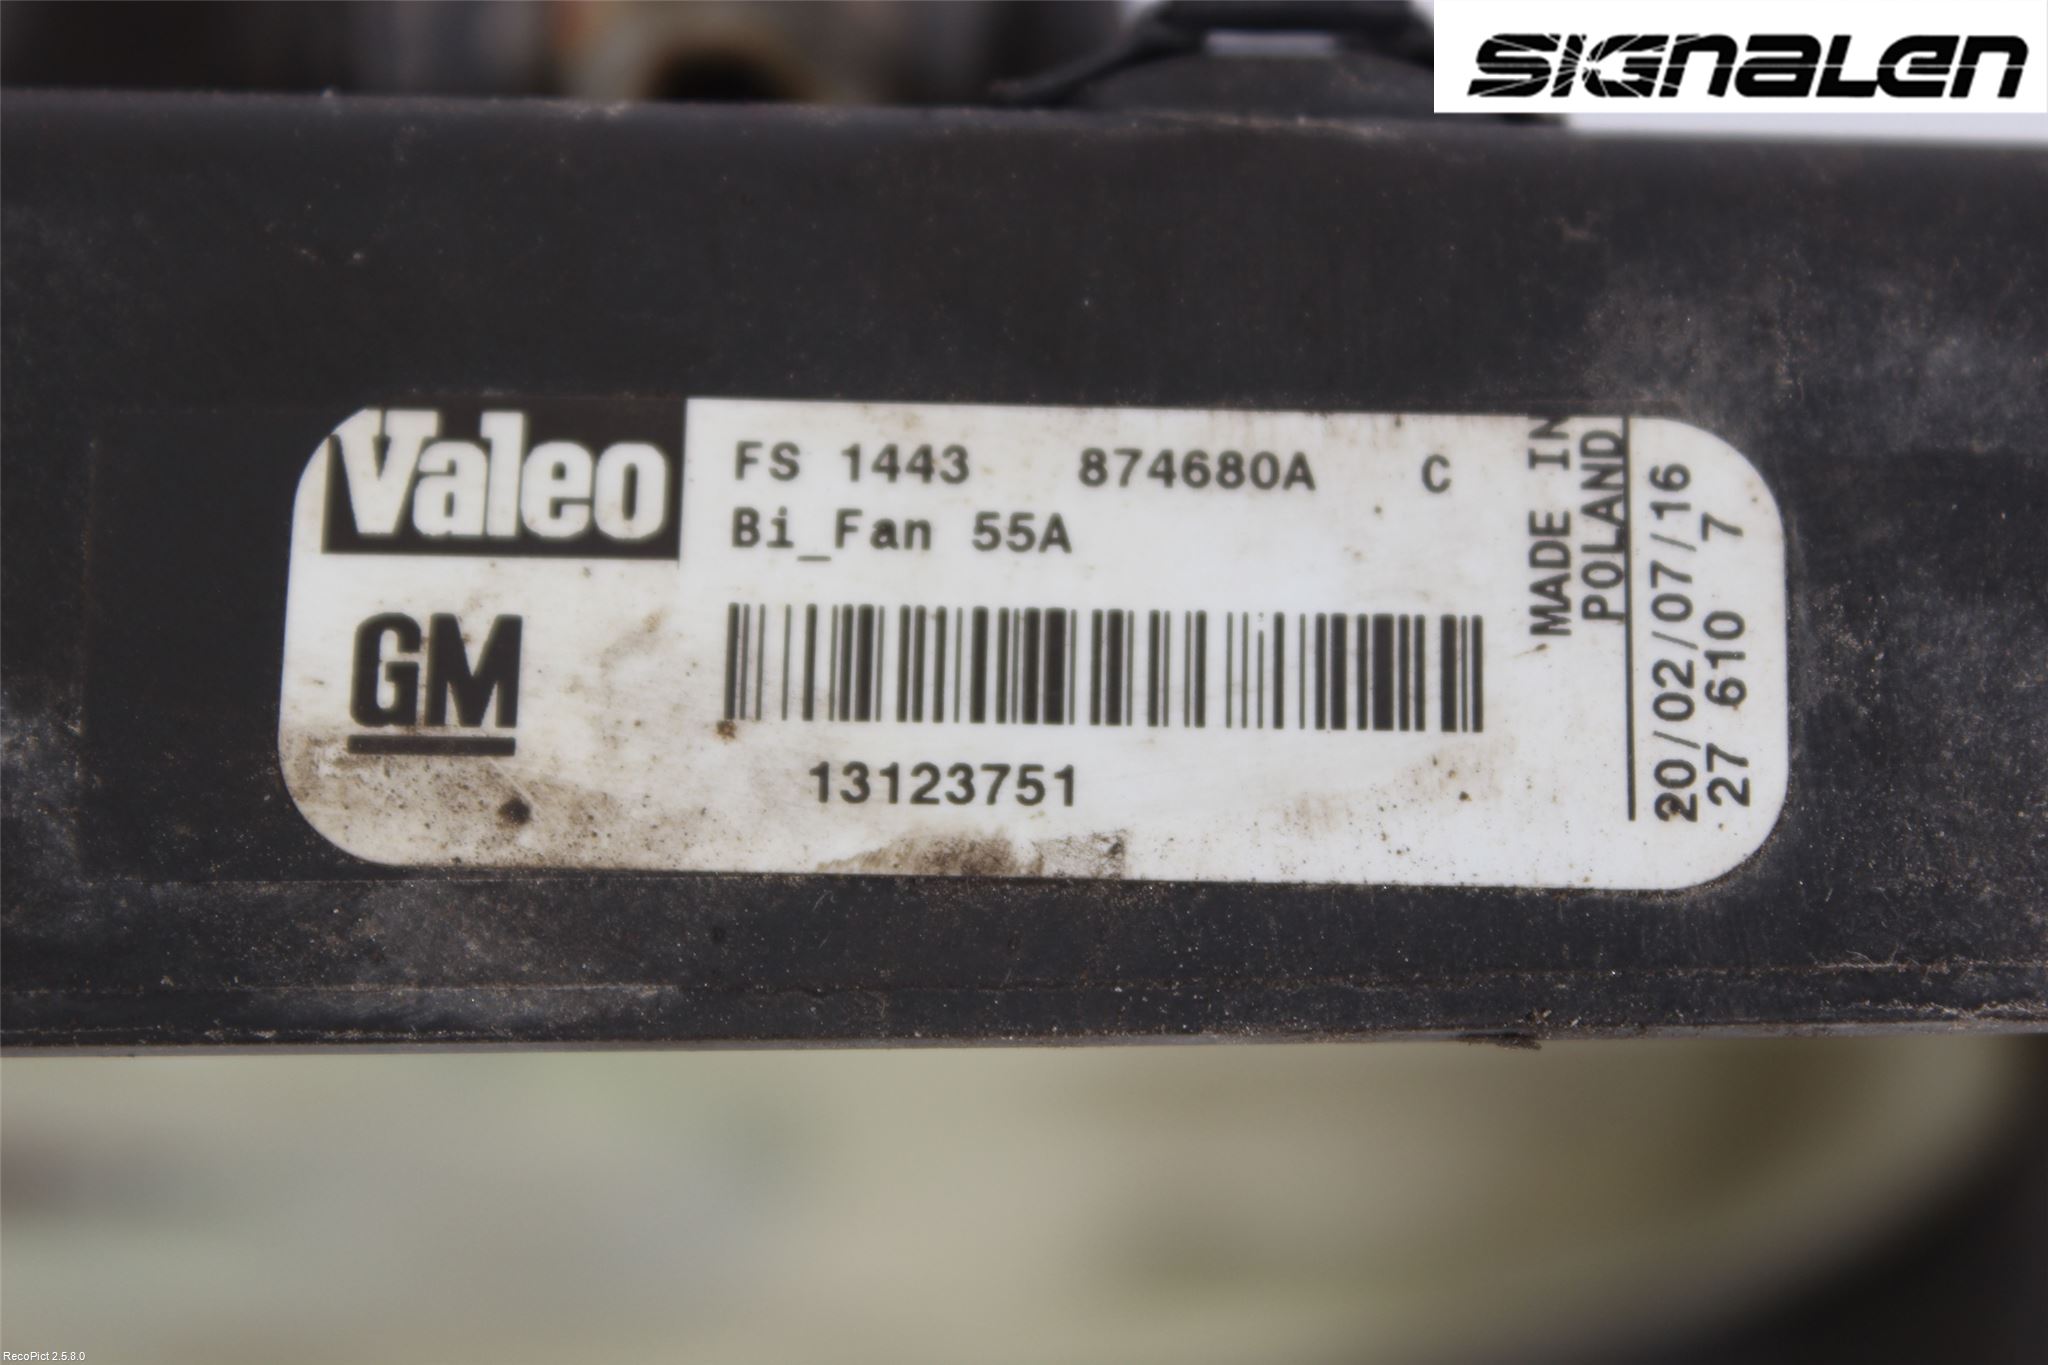 SIGNALEN
Valeo
FS 1443 874680A C
Bi_Fan 55A
GM
13123751
MADE IN
POLAND
20/02/07/16
27 610 7
RecoPict 2.5.8.0